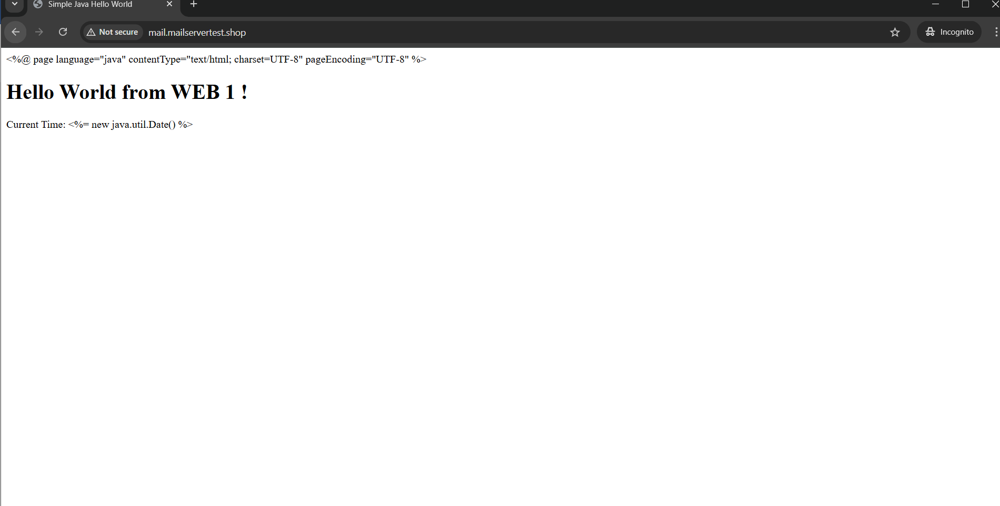 Simple Java Hello World
Not secure mail.mailservertest.shop Incognito
<%@ page language="java" contentType="text/html; charset=UTF-8" pageEncoding="UTF-8" %>
Hello World from WEB 1 !
Current Time: <%= new java.util.Date() %>